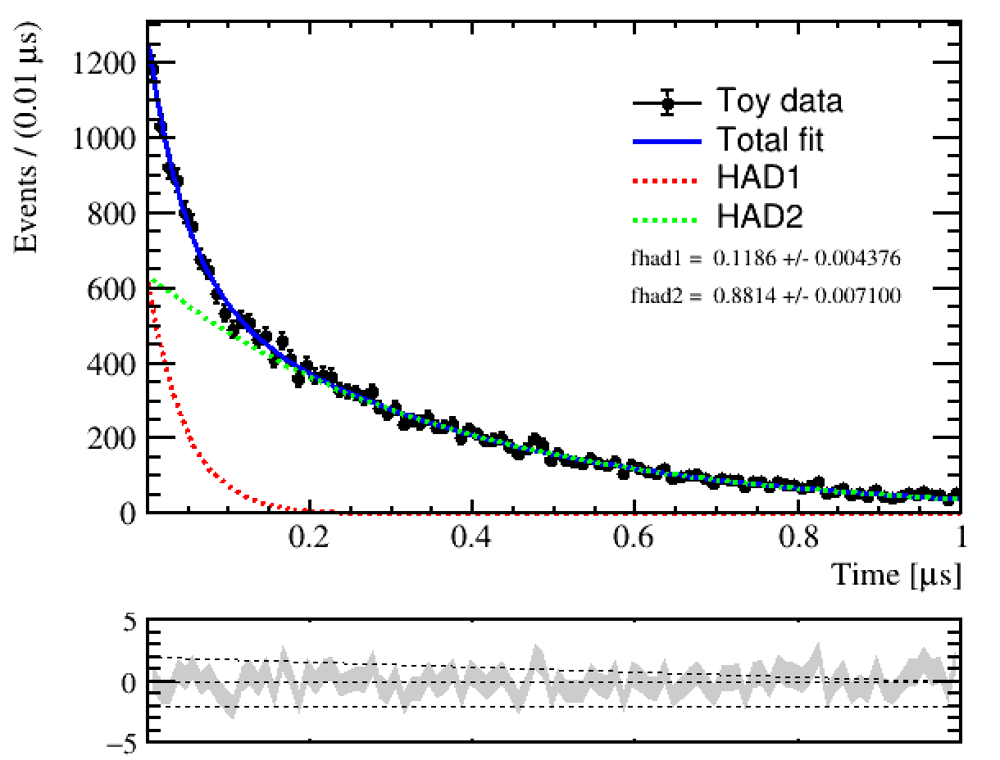 Events / (0.01 μs)
1200
1000
800
600
400
200
0
Toy data
Total fit
HAD1
HAD2
fhad1 = 0.1186 +/- 0.004376
fhad2 = 0.8814 +/- 0.007100
0.2 0.4 0.6 0.8 1
Time [μs]
5
0
−5